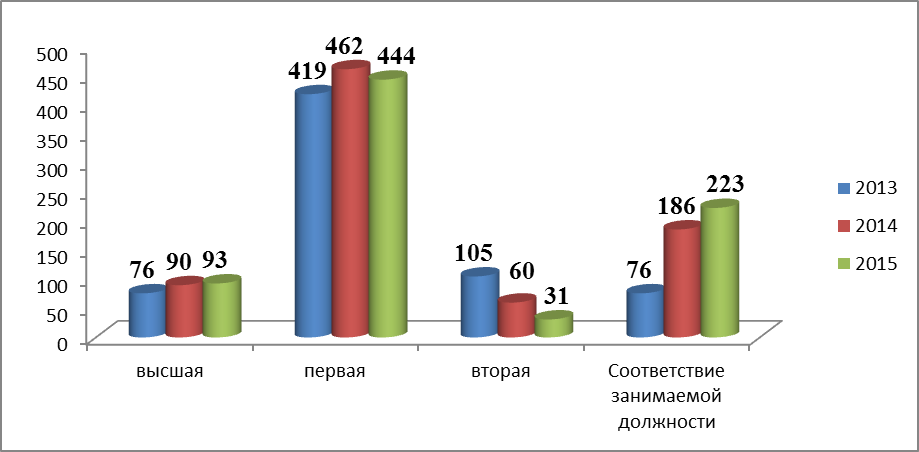 500
450
400
350
300
250
200
150
100
50
0
76 90 93
419 462 444
105 60 31
76 186 223
высшая
первая
вторая
Соответствие
занимаемой
должности
2013
2014
2015